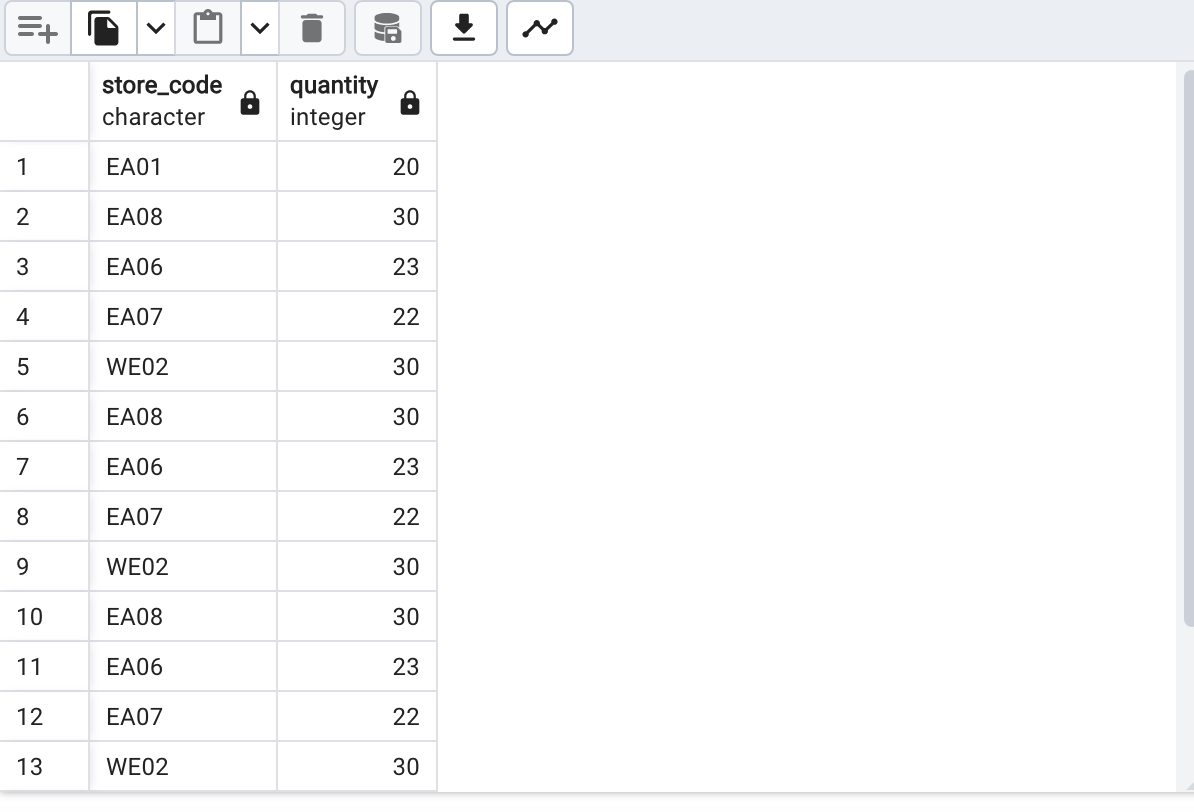 store_code quantity
character integer
1 EA01 20
2 EA08 30
3 EA06 23
4 EA07 22
5 WE02 30
6 EA08 30
7 EA06 23
8 EA07 22
9 WE02 30
10 EA08 30
11 EA06 23
12 EA07 22
13 WE02 30